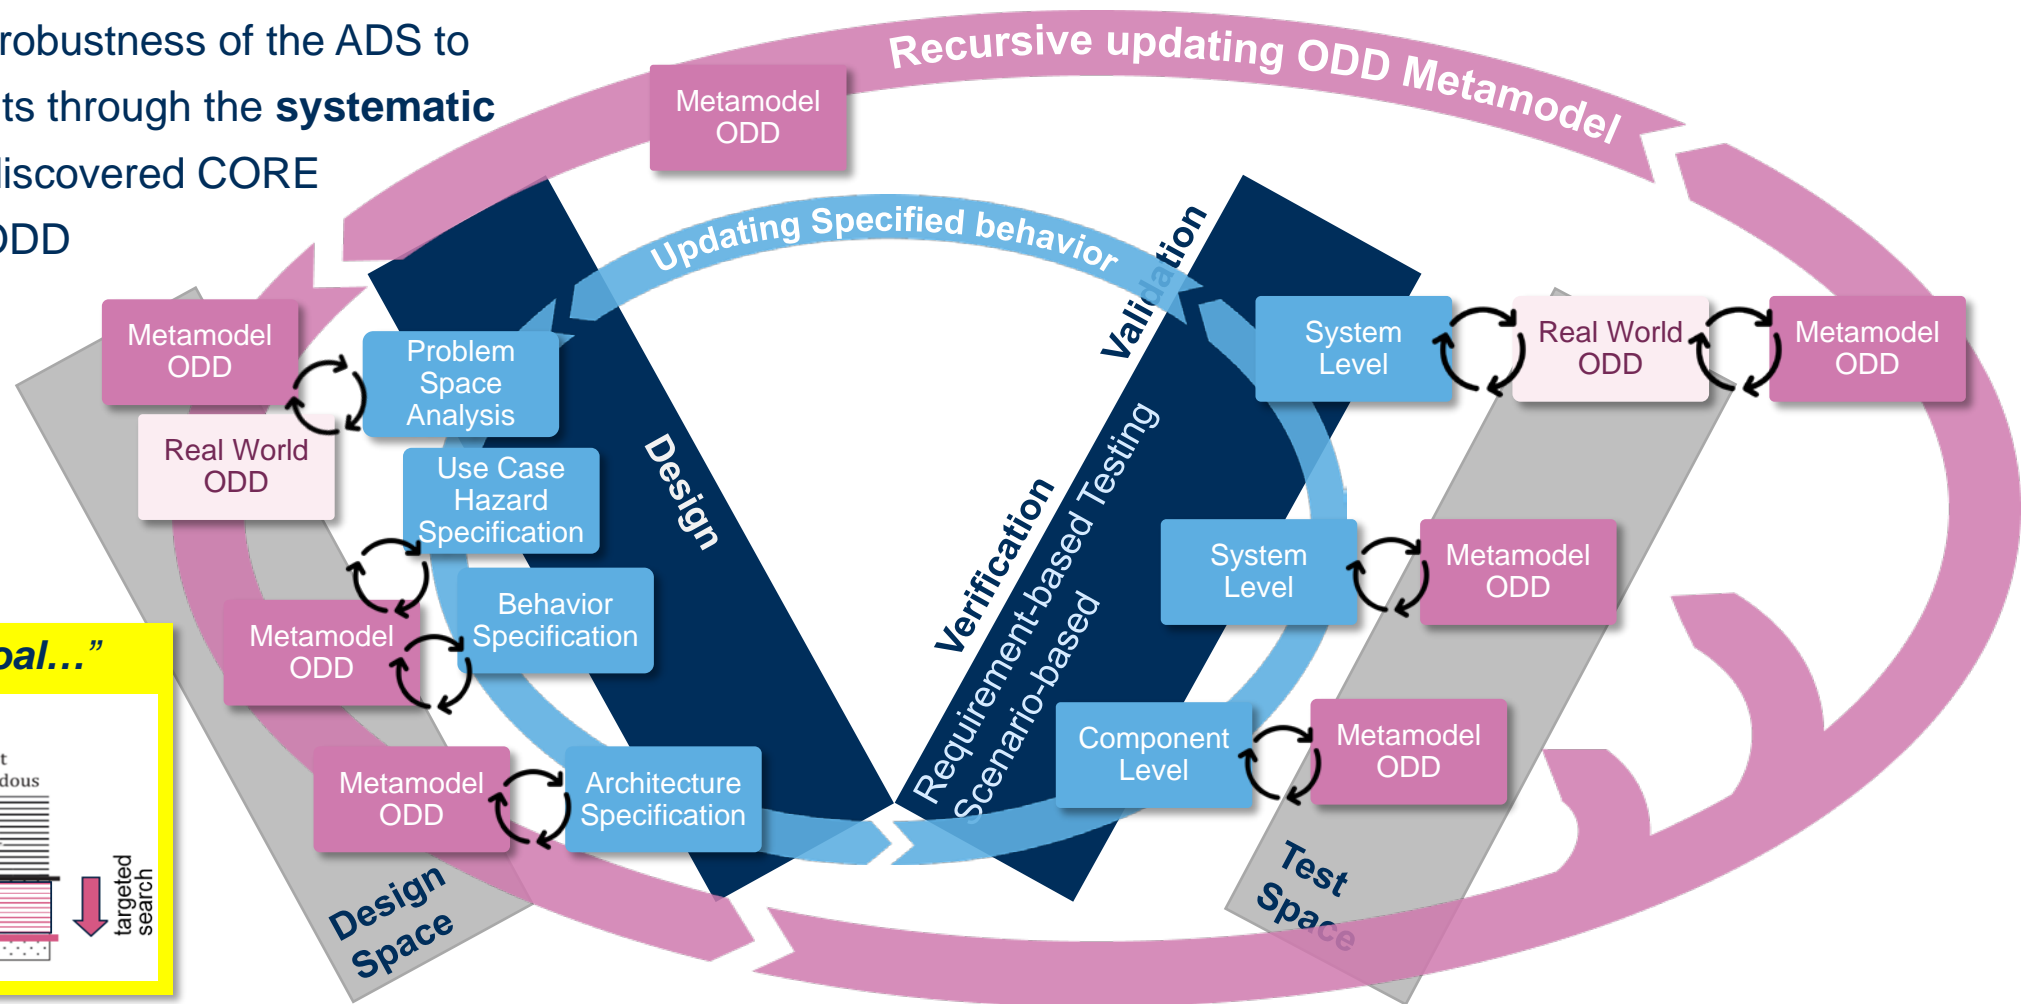 robustness of the ADS to
ts through the systematic
discovered CORE
ODD
Recursive updating ODD Metamodel
Metamodel
ODD
Updating Specified behavior
Metamodel
ODD
Real World
ODD
Problem
Space
Analysis
Use Case
Hazard
Specification
Behavior
Specification
Metamodel
ODD
Metamodel
ODD
Architecture
Specification
Design
Design
Space
Validation
Verification
Requirement-based Testing
Scenario-based
System
Level
Real World
ODD
Metamodel
ODD
System
Level
Metamodel
ODD
Component
Level
Metamodel
ODD
Test
Space
oal…”
t
dous
targeted
search